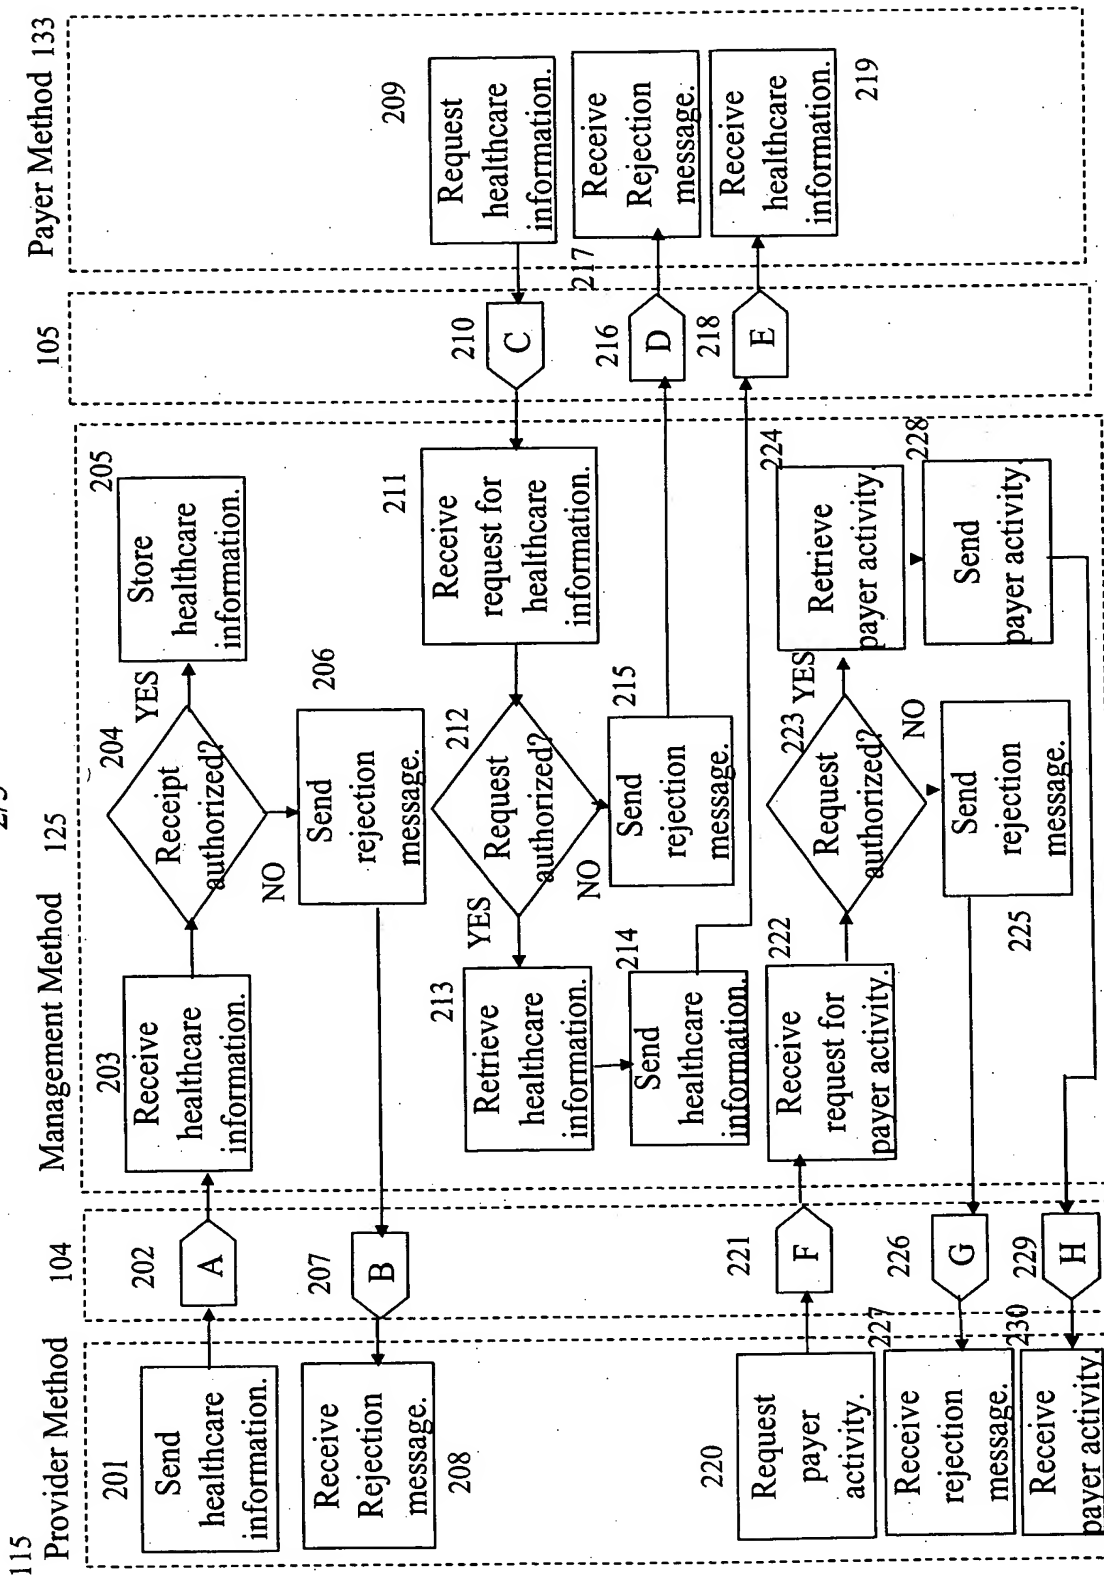 115
Provider Method
104
Management Method
125
105
Payer Method 133
201
Send
healthcare
information.
202
A
203
Receive
healthcare
information.
204
Receipt
authorized?
YES
205
Store
healthcare
information.
NO
206
Send
rejection
message.
207
B
Receive
Rejection
message.
208
209
Request
healthcare
information.
210
C
211
Receive
request for
healthcare
information.
212
Request
authorized?
YES
213
Retrieve
healthcare
information.
214
Send
healthcare
information.
NO
215
Send
rejection
message.
216
D
217
Receive
Rejection
message.
218
E
Receive
healthcare
information.
219
220
Request
payer
activity.
221
F
222
Receive
request for
payer activity.
223
Request
authorized?
YES
224
Retrieve
payer activity.
228
Send
payer activity.
NO
Send
rejection
message.
225
226
G
227
Receive
rejection
message.
229
H
230
Receive
payer activity.